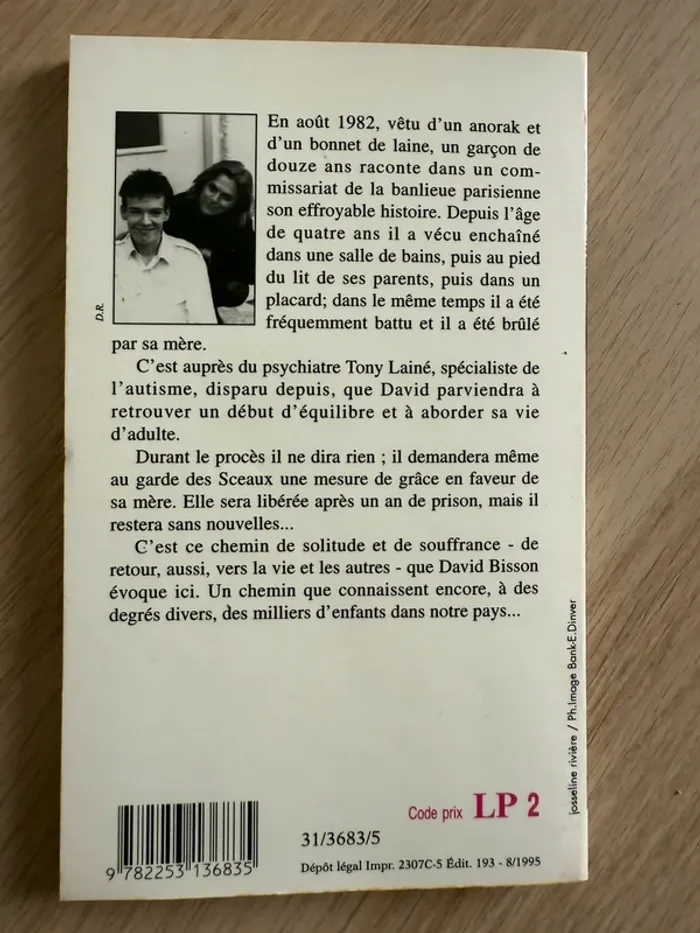 En août 1982, vêtu d'un anorak et
d'un bonnet de laine, un garçon de
douze ans raconte dans un com-
missariat de la banlieue parisienne
son effroyable histoire. Depuis l'âge
de quatre ans il a vécu enchaîné
dans une salle de bains, puis au pied
du lit de ses parents, puis dans un
placard; dans le même temps il a été
fréquemment battu et il a été brûlé
par sa mère.
D.R.
C'est auprès du psychiatre Tony Lainé, spécialiste de
l'autisme, disparu depuis, que David parviendra à
retrouver un début d'équilibre et à aborder sa vie
d'adulte.
Durant le procès il ne dira rien ; il demandera même
au garde des Sceaux une mesure de grâce en faveur de
sa mère. Elle sera libérée après un an de prison, mais il
restera sans nouvelles...
C'est ce chemin de solitude et de souffrance - de
retour, aussi, vers la vie et les autres - que David Bisson
évoque ici. Un chemin que connaissent encore, à des
degrés divers, des milliers d'enfants dans notre pays...
josseline rivière / Ph.Image Bank-E.Dinver
Code prix LP 2
31/3683/5
Dépôt légal Impr. 2307C-5 Édit. 193 - 8/1995
9 782253 136835